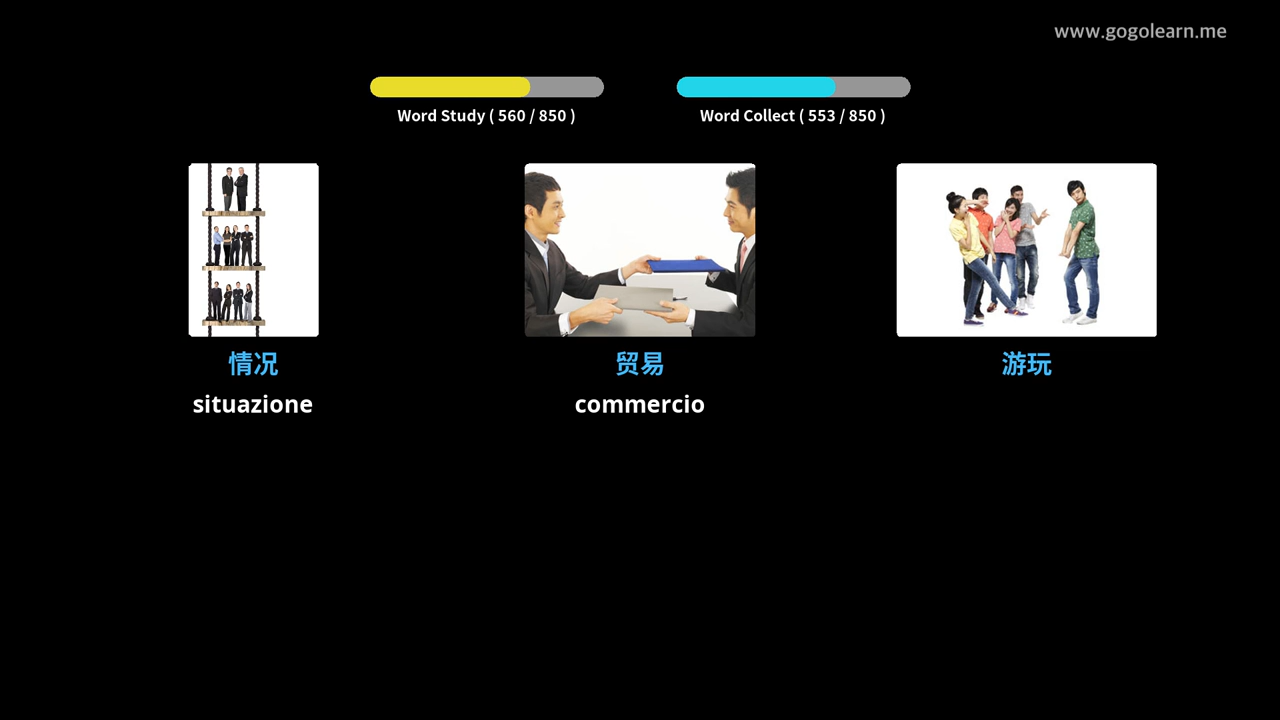 www.gogolearn.me
Word Study ( 560 / 850 )
Word Collect ( 553 / 850 )
情况
贸易
游玩
situazione
commercio